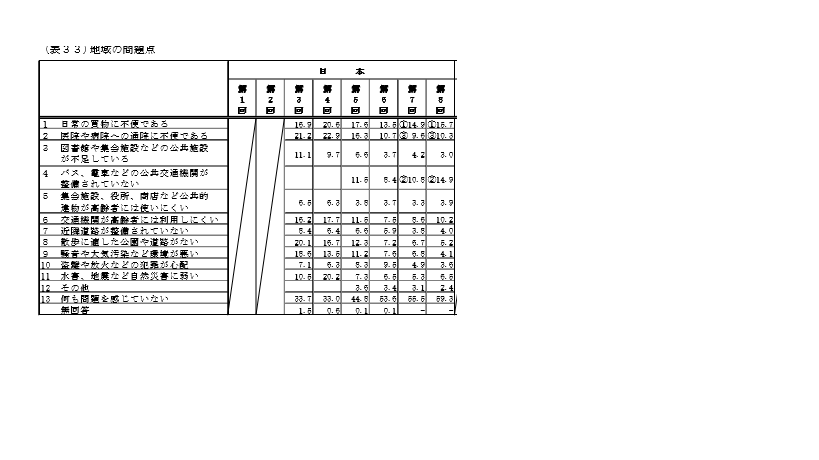 （表３３）地域の問題点
日　本
第１回 第２回 第３回 第４回 第５回 第６回 第７回 第８回
1 日常の買物に不便である 16.9 20.6 17.6 13.5 ①14.9 ①15.7
2 医院や病院への通院に不便である 21.2 22.9 16.3 10.7 ③ 9.6 ③10.3
3 図書館や集会施設などの公共施設
が不足している 11.1 9.7 6.6 3.7 4.2 3.0
4 バス、電車などの公共交通機関が
整備されていない 11.5 8.4 ②10.8 ②14.9
5 集会施設、役所、商店など公共的
建物が高齢者には使いにくい 6.5 6.3 3.8 3.7 3.3 3.9
6 交通機関が高齢者には利用しにくい 16.2 17.7 11.5 7.5 8.6 10.2
7 近隣道路が整備されていない 8.4 6.4 6.6 5.9 3.8 4.0
8 散歩に適した公園や道路がない 20.1 16.7 12.3 7.2 6.7 5.2
9 騒音や大気汚染など環境が悪い 18.6 13.5 11.2 7.6 6.8 4.1
10 盗難や放火などの犯罪が心配 7.1 6.3 8.3 9.5 4.9 3.6
11 水害、地震など自然災害に弱い 10.5 20.2 7.3 6.5 5.3 6.5
12 その他 3.6 3.4 3.1 2.4
13 何も問題を感じていない 33.7 33.0 44.8 53.6 55.5 59.3
無回答 1.5 0.6 0.1 0.1 － －